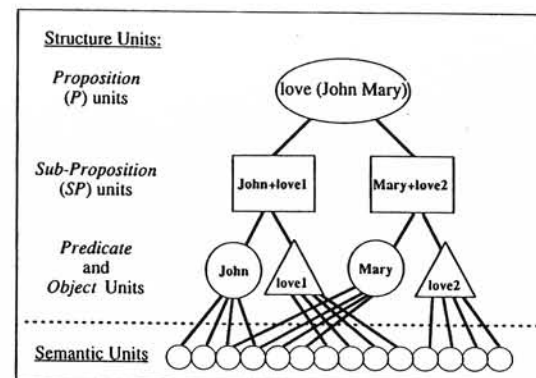 Structure Units:
Proposition
(P) units
love (John Mary)
Sub-Proposition
(SP) units
John+love1
Mary+love2
Predicate
and
Object Units
John
love1
Mary
love2
Semantic Units